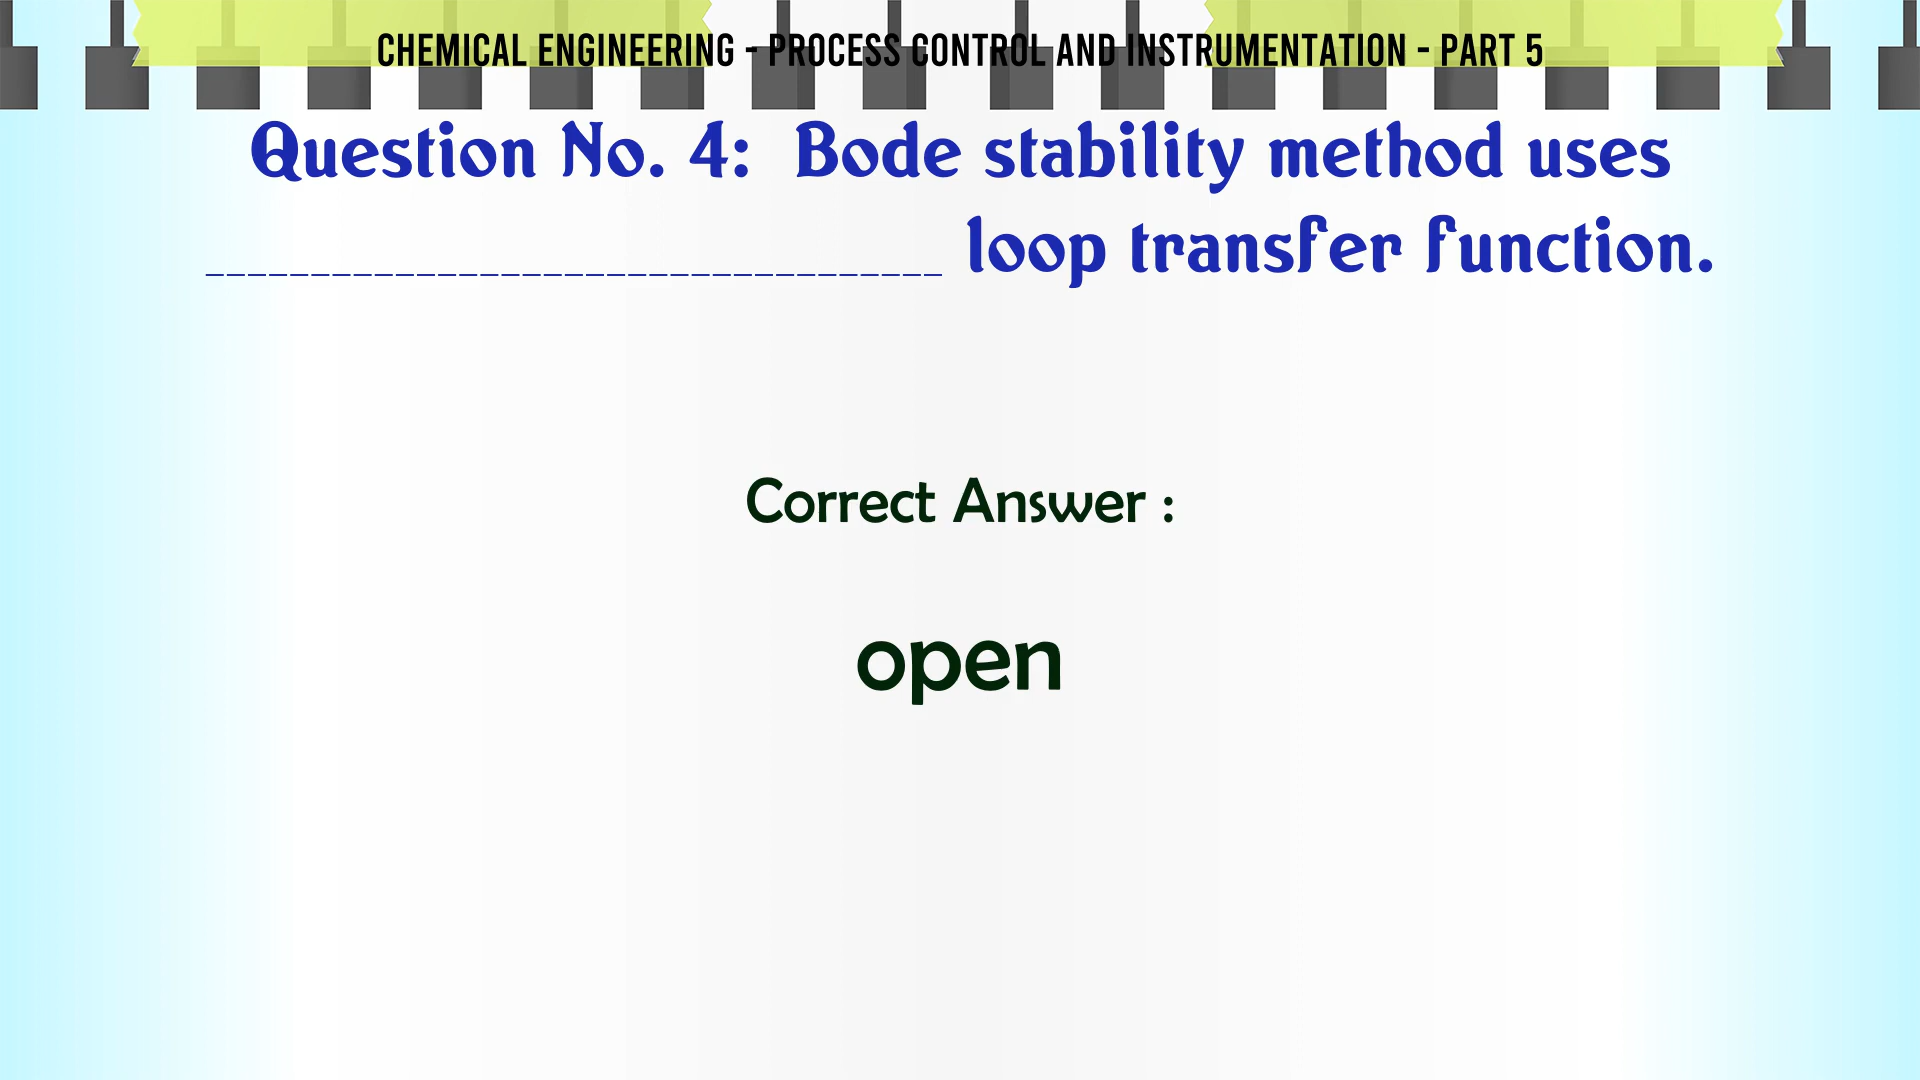 CHEMICAL ENGINEERING - PROCESS CONTROL AND INSTRUMENTATION - PART 5
Question No. 4: Bode stability method uses
___________________________________ loop transfer function.
Correct Answer :
open